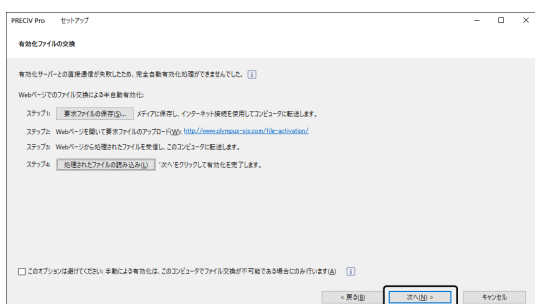 PRECiV Pro セットアップ
有効化ファイルの交換
有効化サーバーとの直接通信が失敗したため、完全自動有効化処理ができませんでした。
Webページでのファイル交換による半自動有効化:
ステップ1: 要求ファイルの保存(S)... メディアに保存し、インターネット接続を使用してコンピュータに転送します。
ステップ2: Webページを開いて要求ファイルのアップロード(W): http://www.olympus-sis.com/file-activation/
ステップ3: Webページから処理されたファイルを受信し、このコンピュータに転送します。
ステップ4: 処理されたファイルの読み込み(L) '次へ'をクリックして有効化を完了します。
このオプションは避けてください: 手動による有効化は、このコンピュータでファイル交換が不可能である場合にのみ行います(A)
< 戻る(B) 次へ(N) > キャンセル